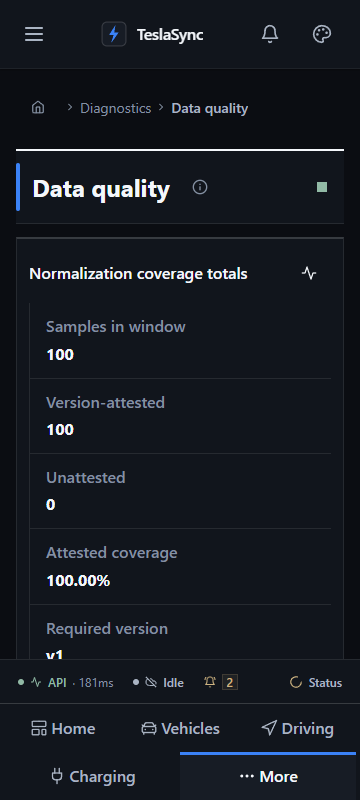 TeslaSync
Diagnostics Data quality
Data quality
Normalization coverage totals
Samples in window
100
Version-attested
100
Unattested
0
Attested coverage
100.00%
Required version
v1
API · 181ms Idle 2 Status
Home Vehicles Driving
Charging More